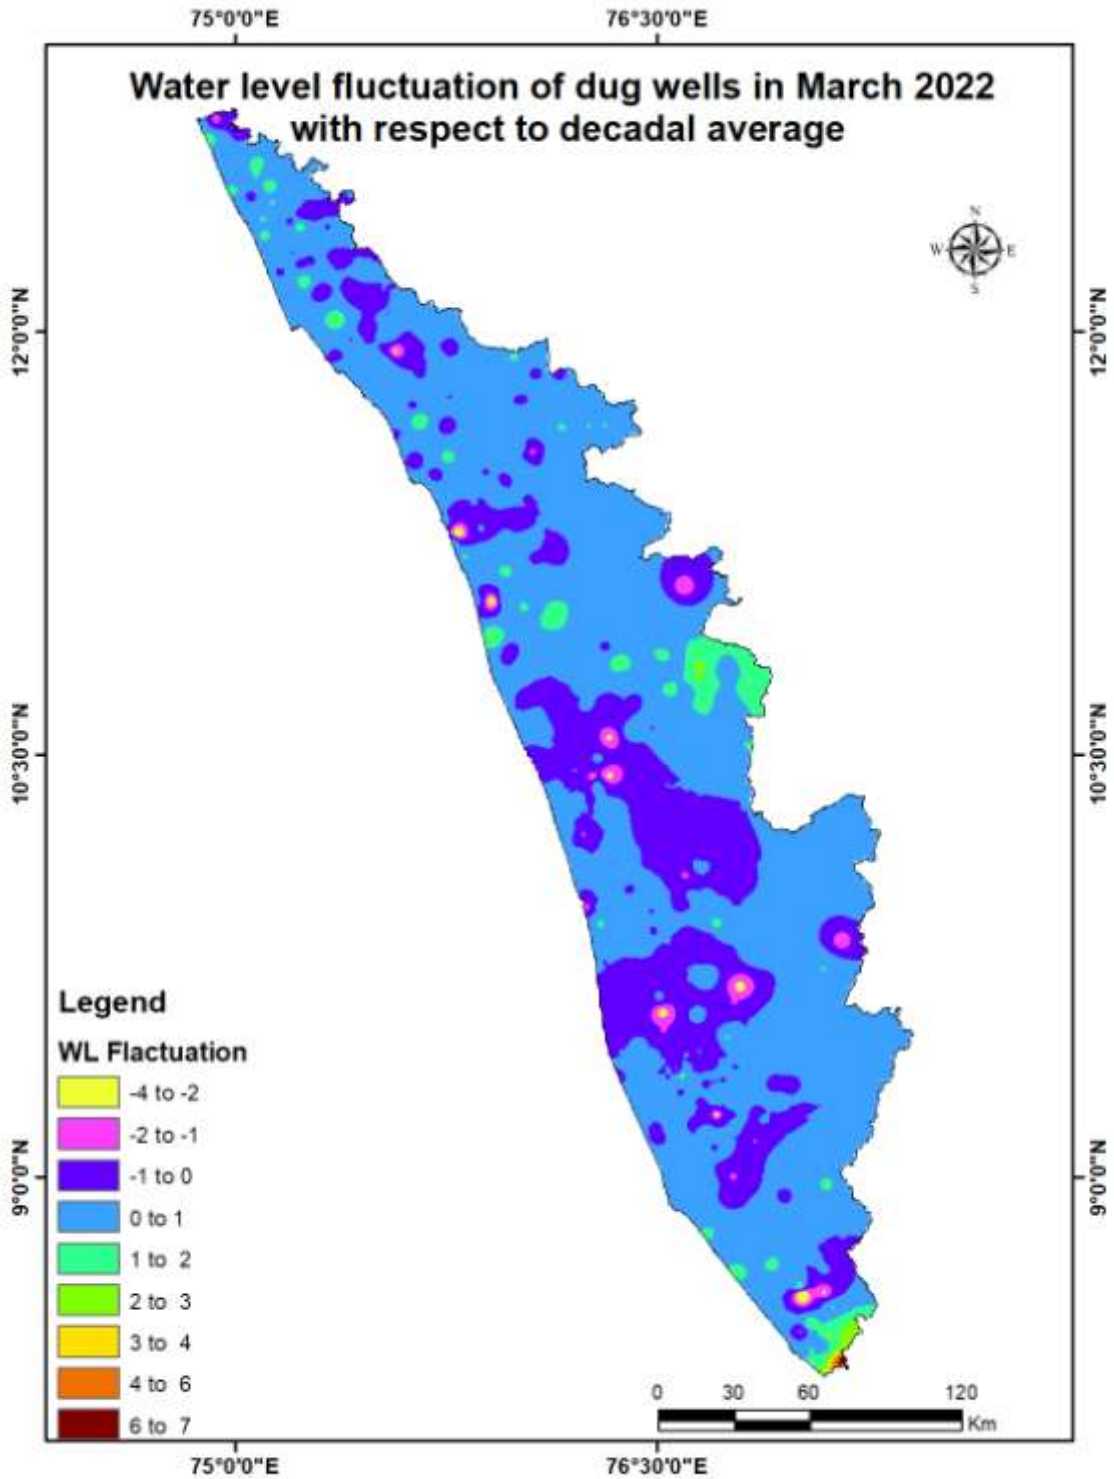 75°0'0"E 76°30'0"E
Water level fluctuation of dug wells in March 2022
with respect to decadal average
N
W E
S
12°0'0"N 12°0'0"N
10°30'0"N 10°30'0"N
9°0'0"N 9°0'0"N
Legend
WL Flactuation
-4 to -2
-2 to -1
-1 to 0
0 to 1
1 to 2
2 to 3
3 to 4
4 to 6
6 to 7
0 30 60 120
Km
75°0'0"E 76°30'0"E